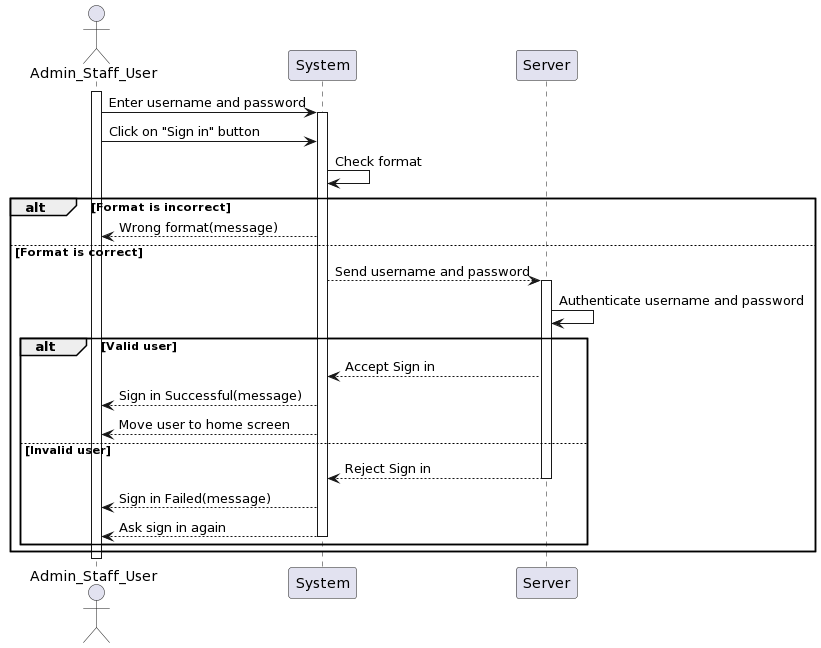 Admin_Staff_User
System
Server
Enter username and password
Click on "Sign in" button
Check format
alt [Format is incorrect]
Wrong format(message)
[Format is correct]
Send username and password
Authenticate username and password
alt [Valid user]
Accept Sign in
Sign in Successful(message)
Move user to home screen
[Invalid user]
Reject Sign in
Sign in Failed(message)
Ask sign in again
Admin_Staff_User
System
Server